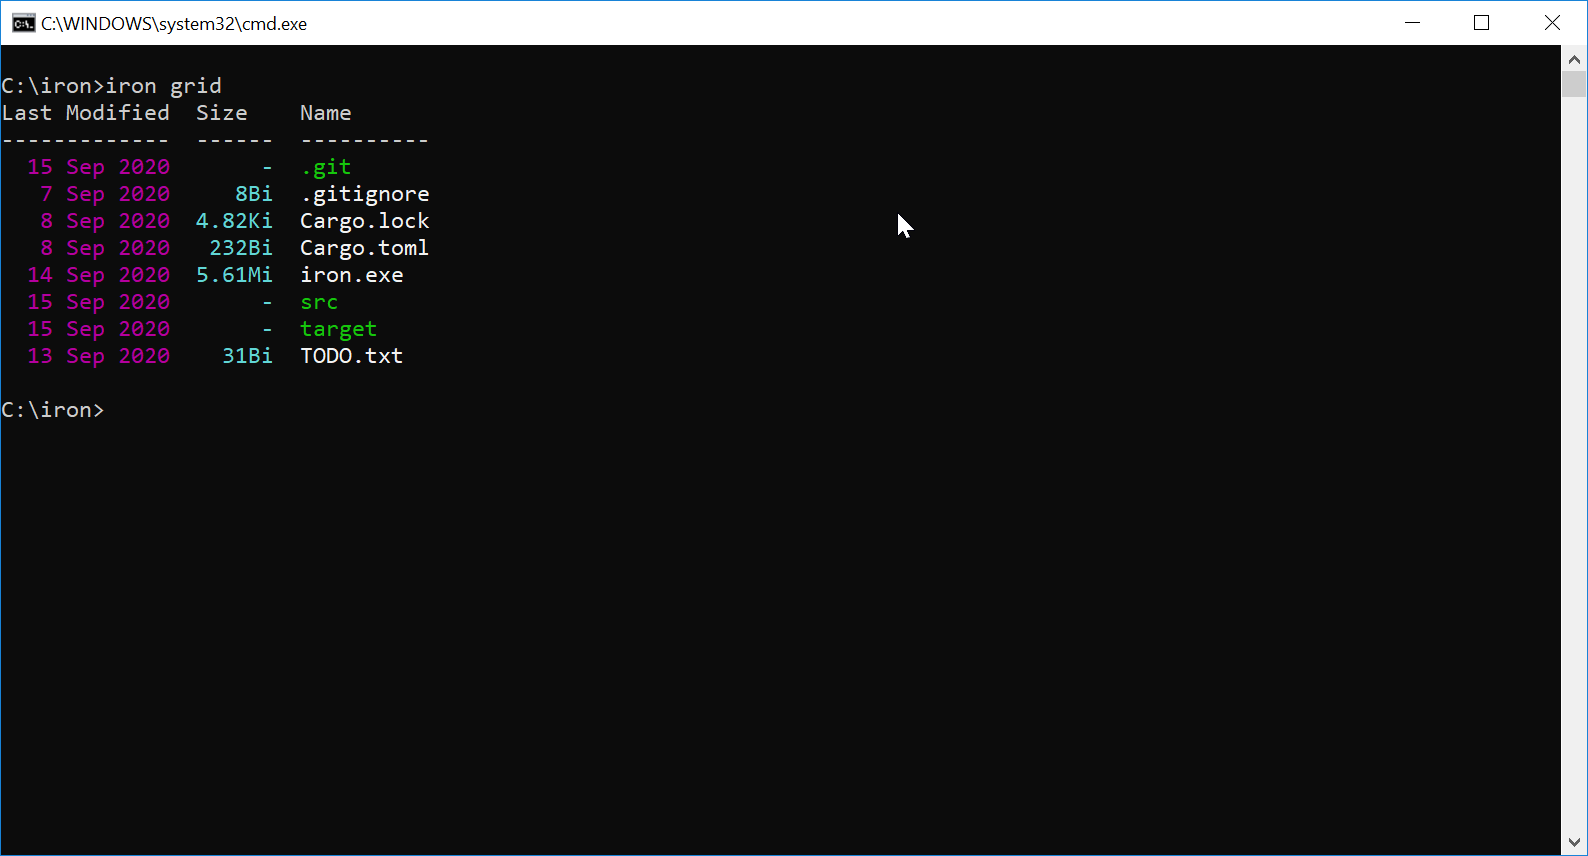 C:\WINDOWS\system32\cmd.exe
C:\iron>iron grid
Last Modified  Size    Name
-------------  ------  ----------
  15 Sep 2020       -  .git
   7 Sep 2020     8Bi  .gitignore
   8 Sep 2020  4.82Ki  Cargo.lock
   8 Sep 2020   232Bi  Cargo.toml
  14 Sep 2020  5.61Mi  iron.exe
  15 Sep 2020       -  src
  15 Sep 2020       -  target
  13 Sep 2020    31Bi  TODO.txt
C:\iron>